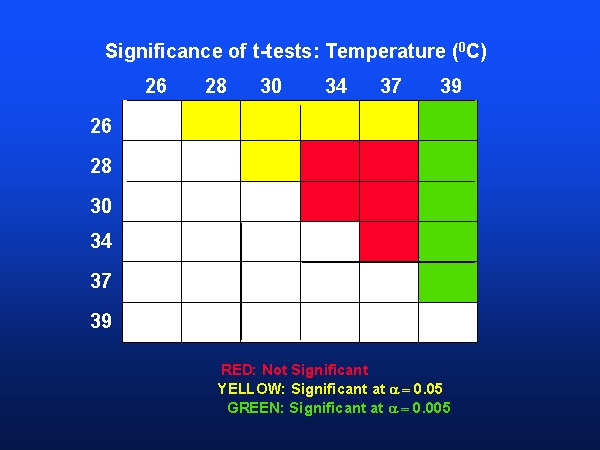 Significance of t-tests: Temperature (⁰C)
26 28 30 34 37 39
26
28
30
34
37
39
RED: Not Significant
YELLOW: Significant at α = 0.05
GREEN: Significant at α = 0.005